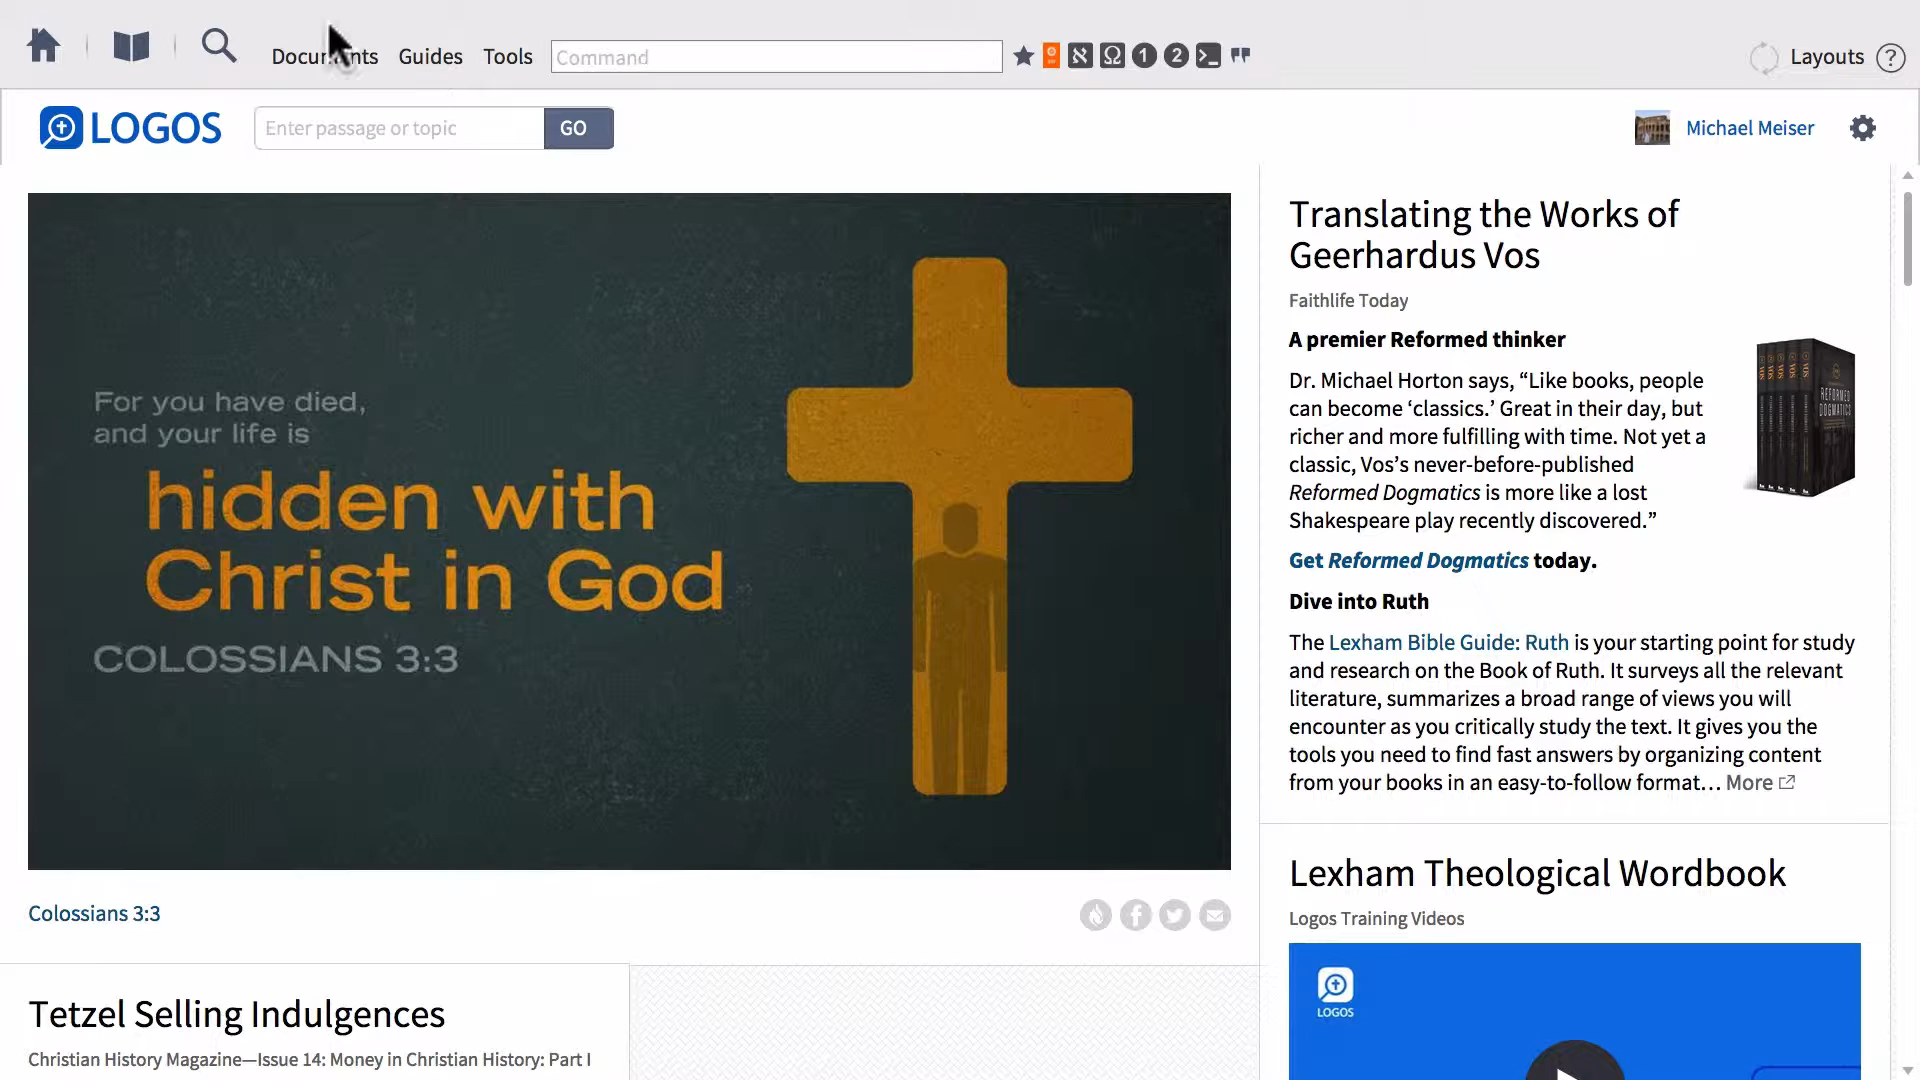 Documents Guides Tools Command Layouts ?
LOGOS Enter passage or topic GO Michael Meiser
For you have died,
and your life is
hidden with
Christ in God
COLOSSIANS 3:3
Colossians 3:3
Tetzel Selling Indulgences
Christian History Magazine—Issue 14: Money in Christian History: Part I
Translating the Works of
Geerhardus Vos
Faithlife Today
A premier Reformed thinker
Dr. Michael Horton says, “Like books, people
can become ‘classics.’ Great in their day, but
richer and more fulfilling with time. Not yet a
classic, Vos’s never-before-published
Reformed Dogmatics is more like a lost
Shakespeare play recently discovered.”
REFORMED
DOGMATICS
Get Reformed Dogmatics today.
Dive into Ruth
The Lexham Bible Guide: Ruth is your starting point for study
and research on the Book of Ruth. It surveys all the relevant
literature, summarizes a broad range of views you will
encounter as you critically study the text. It gives you the
tools you need to find fast answers by organizing content
from your books in an easy-to-follow format… More
Lexham Theological Wordbook
Logos Training Videos
LOGOS